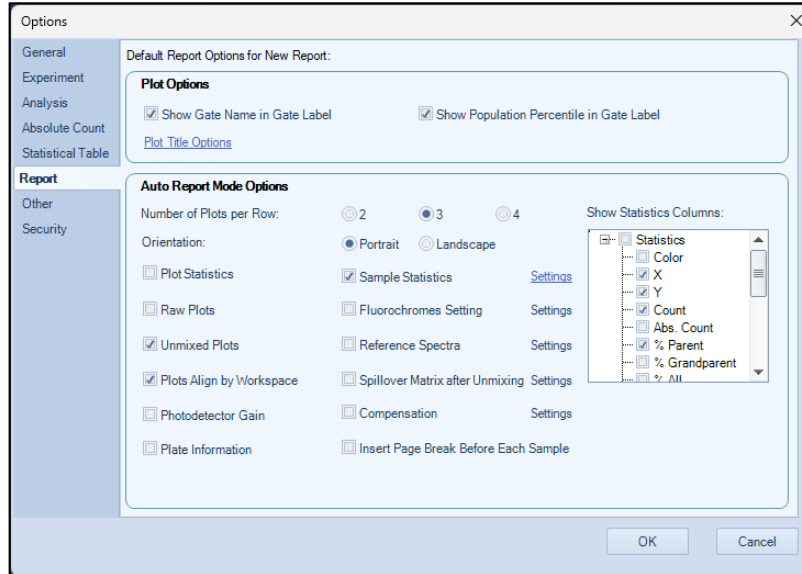 Options
General
Experiment
Analysis
Absolute Count
Statistical Table
Report
Other
Security
Default Report Options for New Report:
Plot Options
Show Gate Name in Gate Label
Show Population Percentile in Gate Label
Plot Title Options
Auto Report Mode Options
Number of Plots per Row: 2 3 4
Orientation: Portrait Landscape
Plot Statistics Sample Statistics Settings
Raw Plots Fluorochromes Setting Settings
Unmixed Plots Reference Spectra Settings
Plots Align by Workspace Spillover Matrix after Unmixing Settings
Photodetector Gain Compensation Settings
Plate Information Insert Page Break Before Each Sample
Show Statistics Columns:
Statistics
Color
X
Y
Count
Abs. Count
% Parent
% Grandparent
% All
OK Cancel